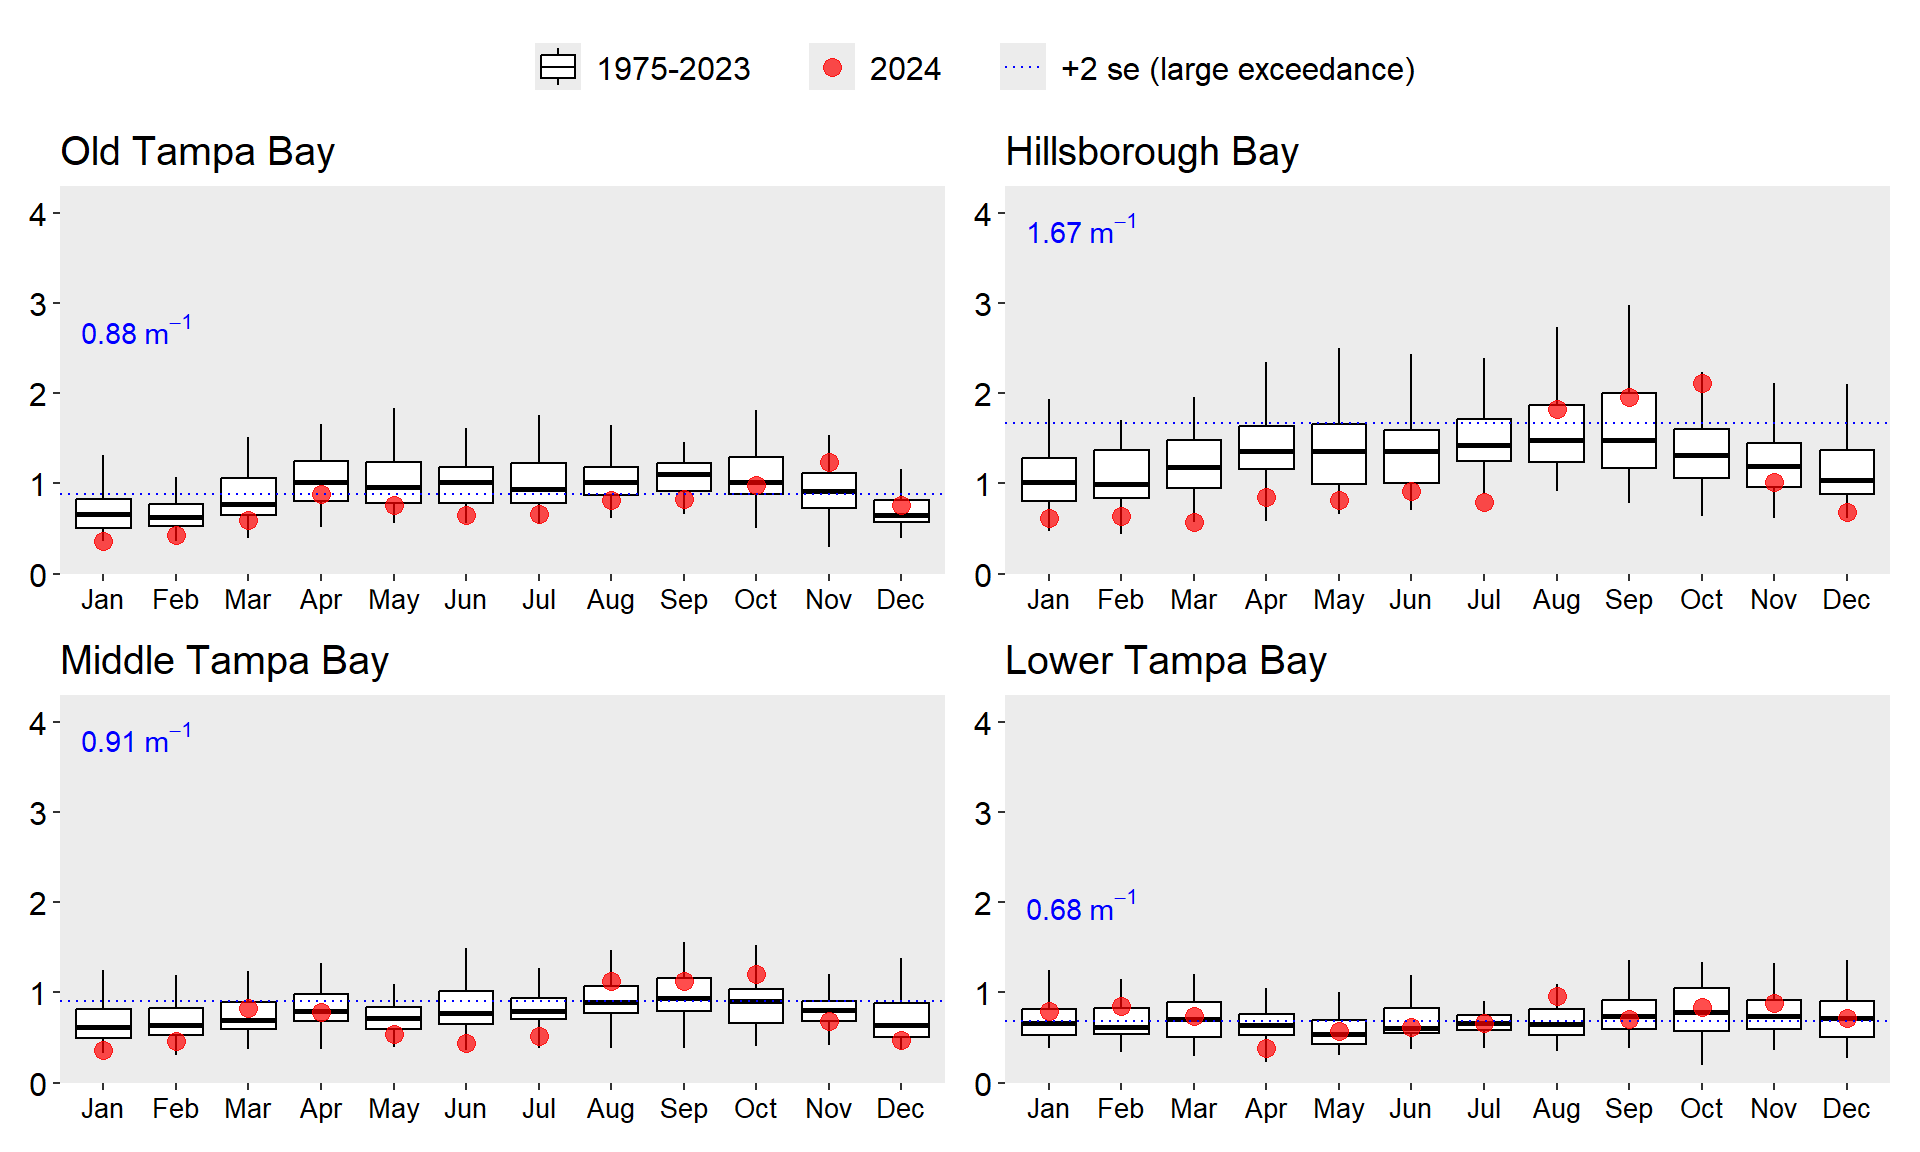 1975-2023 2024 +2 se (large exceedance)
Old Tampa Bay
4
3
2
1
0
0.88 m−1
Jan Feb Mar Apr May Jun Jul Aug Sep Oct Nov Dec
Hillsborough Bay
4
3
2
1
0
1.67 m−1
Jan Feb Mar Apr May Jun Jul Aug Sep Oct Nov Dec
Middle Tampa Bay
4
3
2
1
0
0.91 m−1
Jan Feb Mar Apr May Jun Jul Aug Sep Oct Nov Dec
Lower Tampa Bay
4
3
2
1
0
0.68 m−1
Jan Feb Mar Apr May Jun Jul Aug Sep Oct Nov Dec